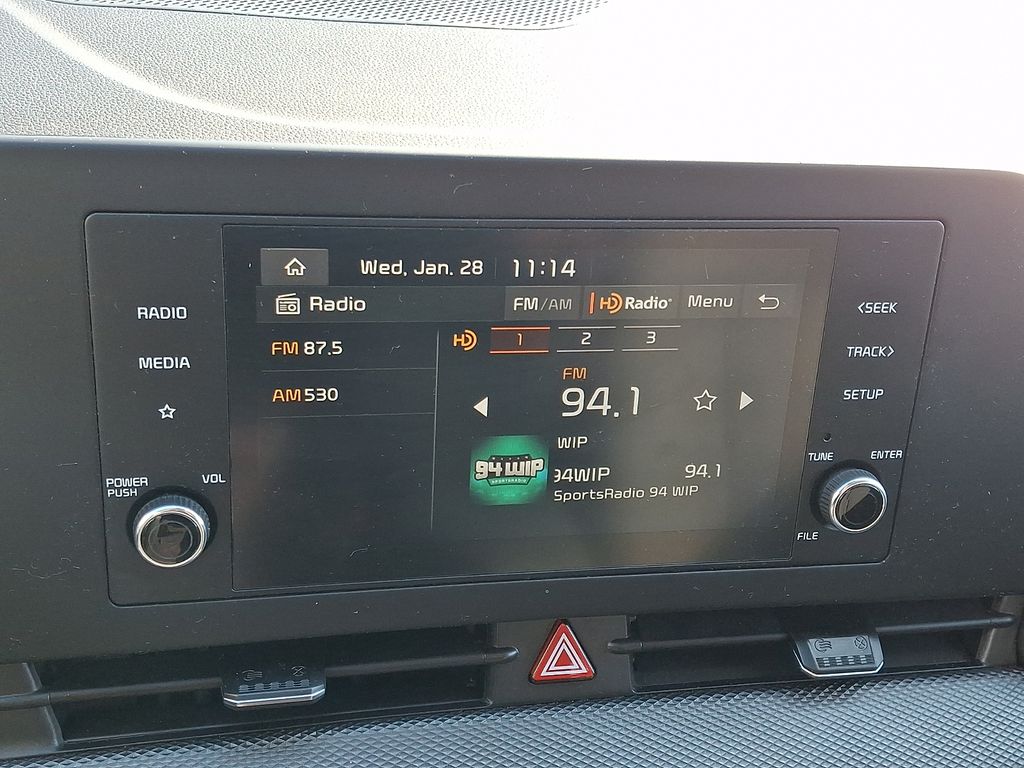 Wed, Jan. 28 11:14
Radio FM/AM HD Radio Menu
RADIO
MEDIA
POWER
PUSH
VOL
FM 87.5
AM 530
HD 1 2 3
FM
94.1
WIP
94WIP 94.1
SportsRadio 94 WIP
94WIP
SPORTSRADIO
<SEEK
TRACK>
SETUP
TUNE ENTER
FILE